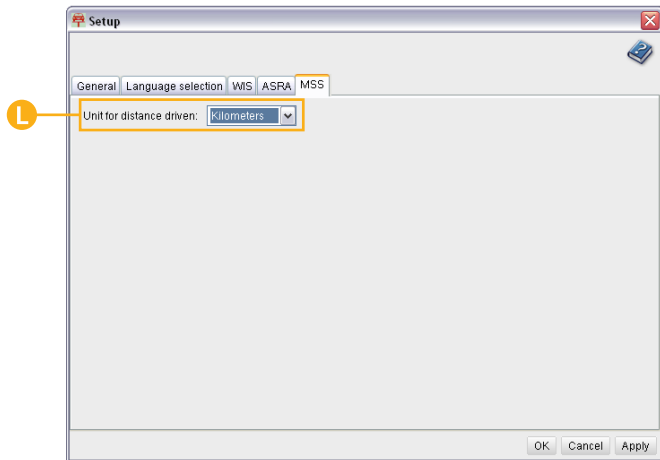 Setup
General Language selection WIS ASRA MSS
L Unit for distance driven: Kilometers
OK Cancel Apply